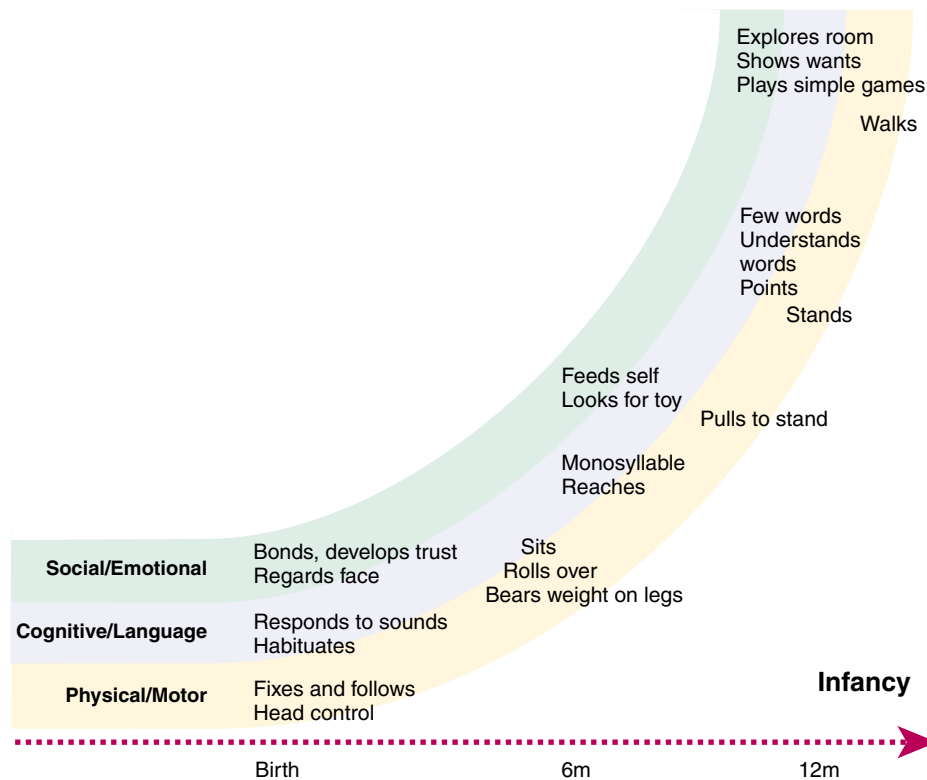 Explores room
Shows wants
Plays simple games
Walks
Few words
Understands
words
Points
Stands
Feeds self
Looks for toy
Pulls to stand
Monosyllable
Reaches
Sits
Rolls over
Bears weight on legs
Social/Emotional
Bonds, develops trust
Regards face
Cognitive/Language
Responds to sounds
Habituates
Physical/Motor
Fixes and follows
Head control
Infancy
Birth
6m
12m